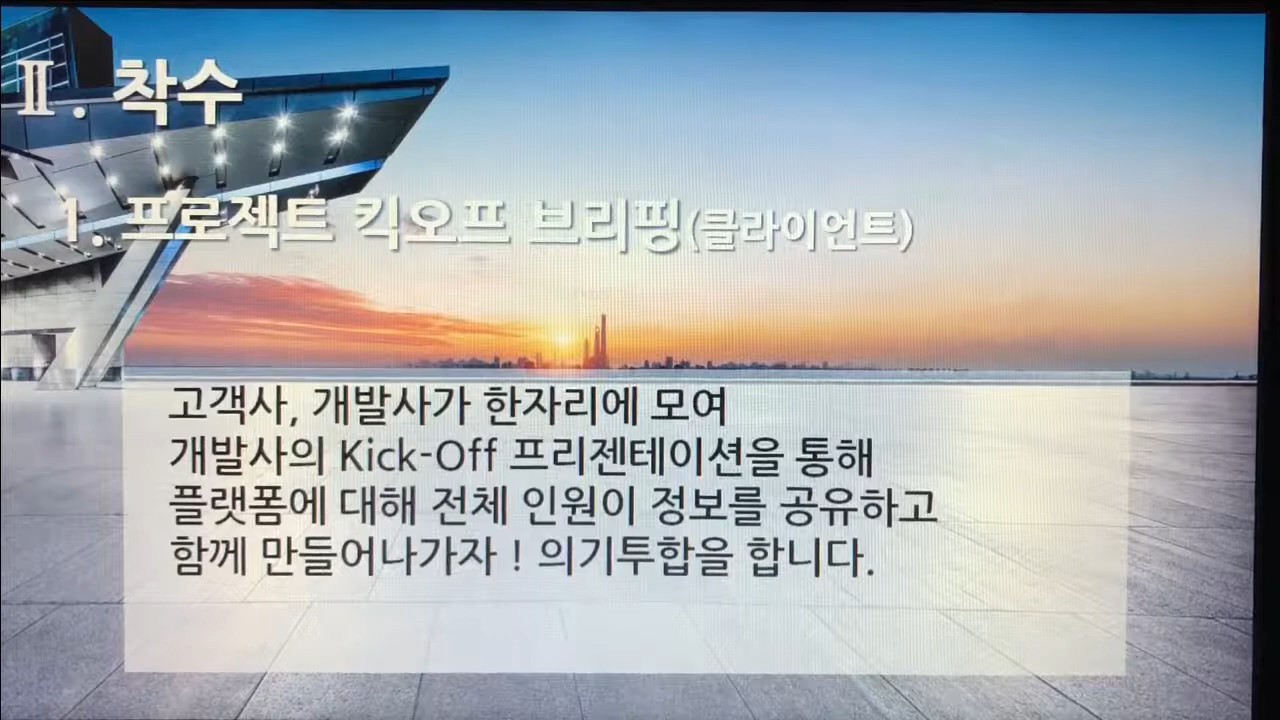 Ⅱ. 착수
1. 프로젝트 킥오프 브리핑(클라이언트)
고객사, 개발사가 한자리에 모여
개발사의 Kick-Off 프리젠테이션을 통해
플랫폼에 대해 전체 인원이 정보를 공유하고
함께 만들어나가자 ! 의기투합을 합니다.